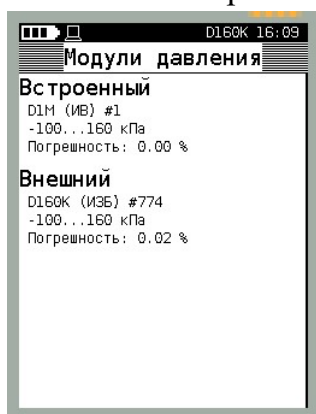 D160K 16:09
Модули давления
Встроенный
D1M (ИВ) #1
-100...160 кПа
Погрешность: 0.00 %
Внешний
D160K (ИЗБ) #774
-100...160 кПа
Погрешность: 0.02 %